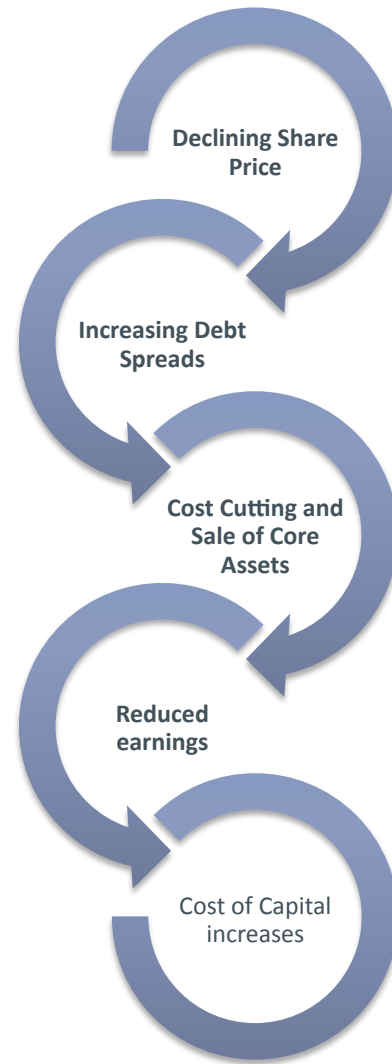 Declining Share
Price
Increasing Debt
Spreads
Cost Cutting and
Sale of Core
Assets
Reduced
earnings
Cost of Capital
increases